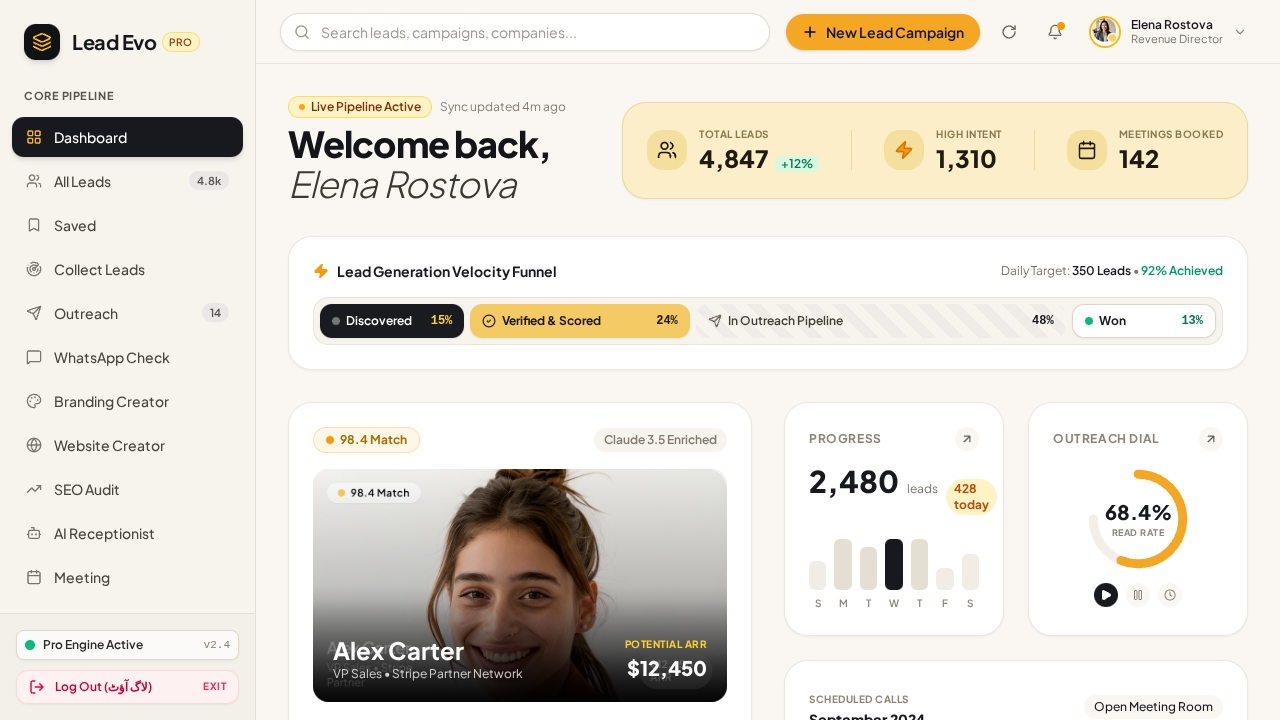 Lead Evo PRO
CORE PIPELINE
Dashboard
All Leads 4.8k
Saved
Collect Leads
Outreach 14
WhatsApp Check
Branding Creator
Website Creator
SEO Audit
AI Receptionist
Meeting
Pro Engine Active v2.4
Log Out (لاگ آؤٹ) EXIT
Search leads, campaigns, companies...
New Lead Campaign
Elena Rostova
Revenue Director
Live Pipeline Active Sync updated 4m ago
Welcome back,
Elena Rostova
TOTAL LEADS
4,847 +12%
HIGH INTENT
1,310
MEETINGS BOOKED
142
Lead Generation Velocity Funnel
Daily Target: 350 Leads • 92% Achieved
Discovered 15%
Verified & Scored 24%
In Outreach Pipeline 48%
Won 13%
98.4 Match
Claude 3.5 Enriched
98.4 Match
Alex Carter
VP Sales • Stripe Partner Network
POTENTIAL ARR
$12,450
PROGRESS
2,480 leads
428
today
S M T W T F S
OUTREACH DIAL
68.4%
READ RATE
SCHEDULED CALLS
September 2024
Open Meeting Room